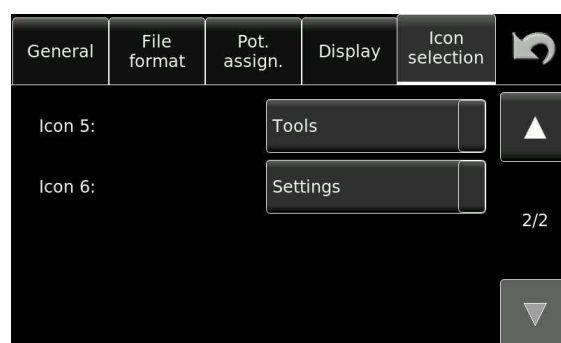 General
File
format
Pot.
assign.
Display
Icon
selection
Icon 5:
Tools
Icon 6:
Settings
2/2